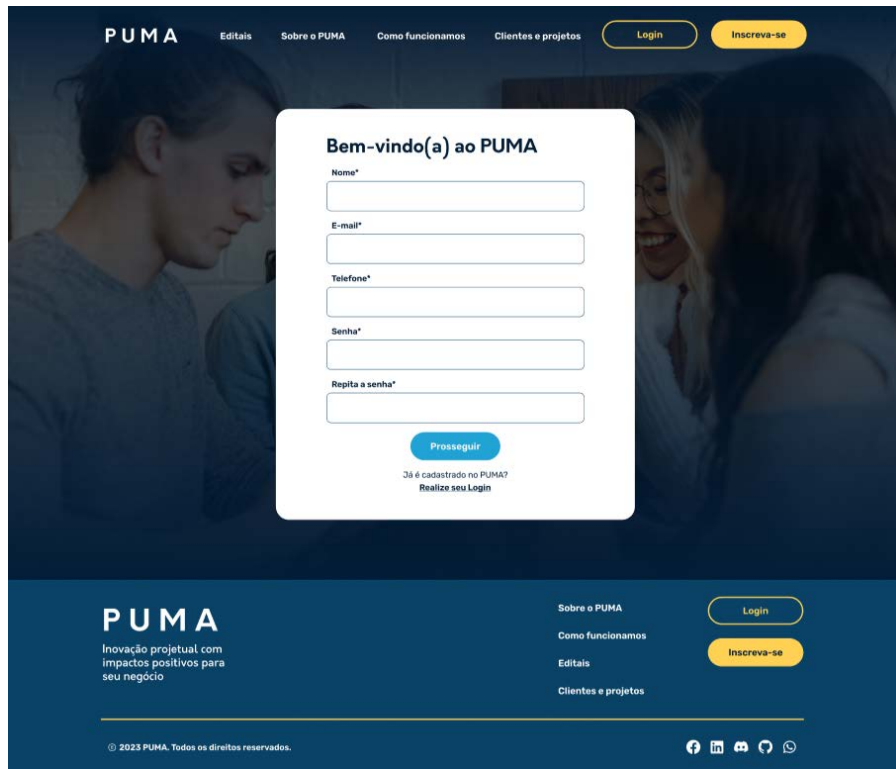 PUMA
Editais
Sobre o PUMA
Como funcionamos
Clientes e projetos
Login
Inscreva-se
Bem-vindo(a) ao PUMA
Nome*
E-mail*
Telefone*
Senha*
Repita a senha*
Prosseguir
Já é cadastrado no PUMA?
Realize seu Login
PUMA
Inovação projetual com
impactos positivos para
seu negócio
Sobre o PUMA
Como funcionamos
Editais
Clientes e projetos
Login
Inscreva-se
© 2023 PUMA. Todos os direitos reservados.